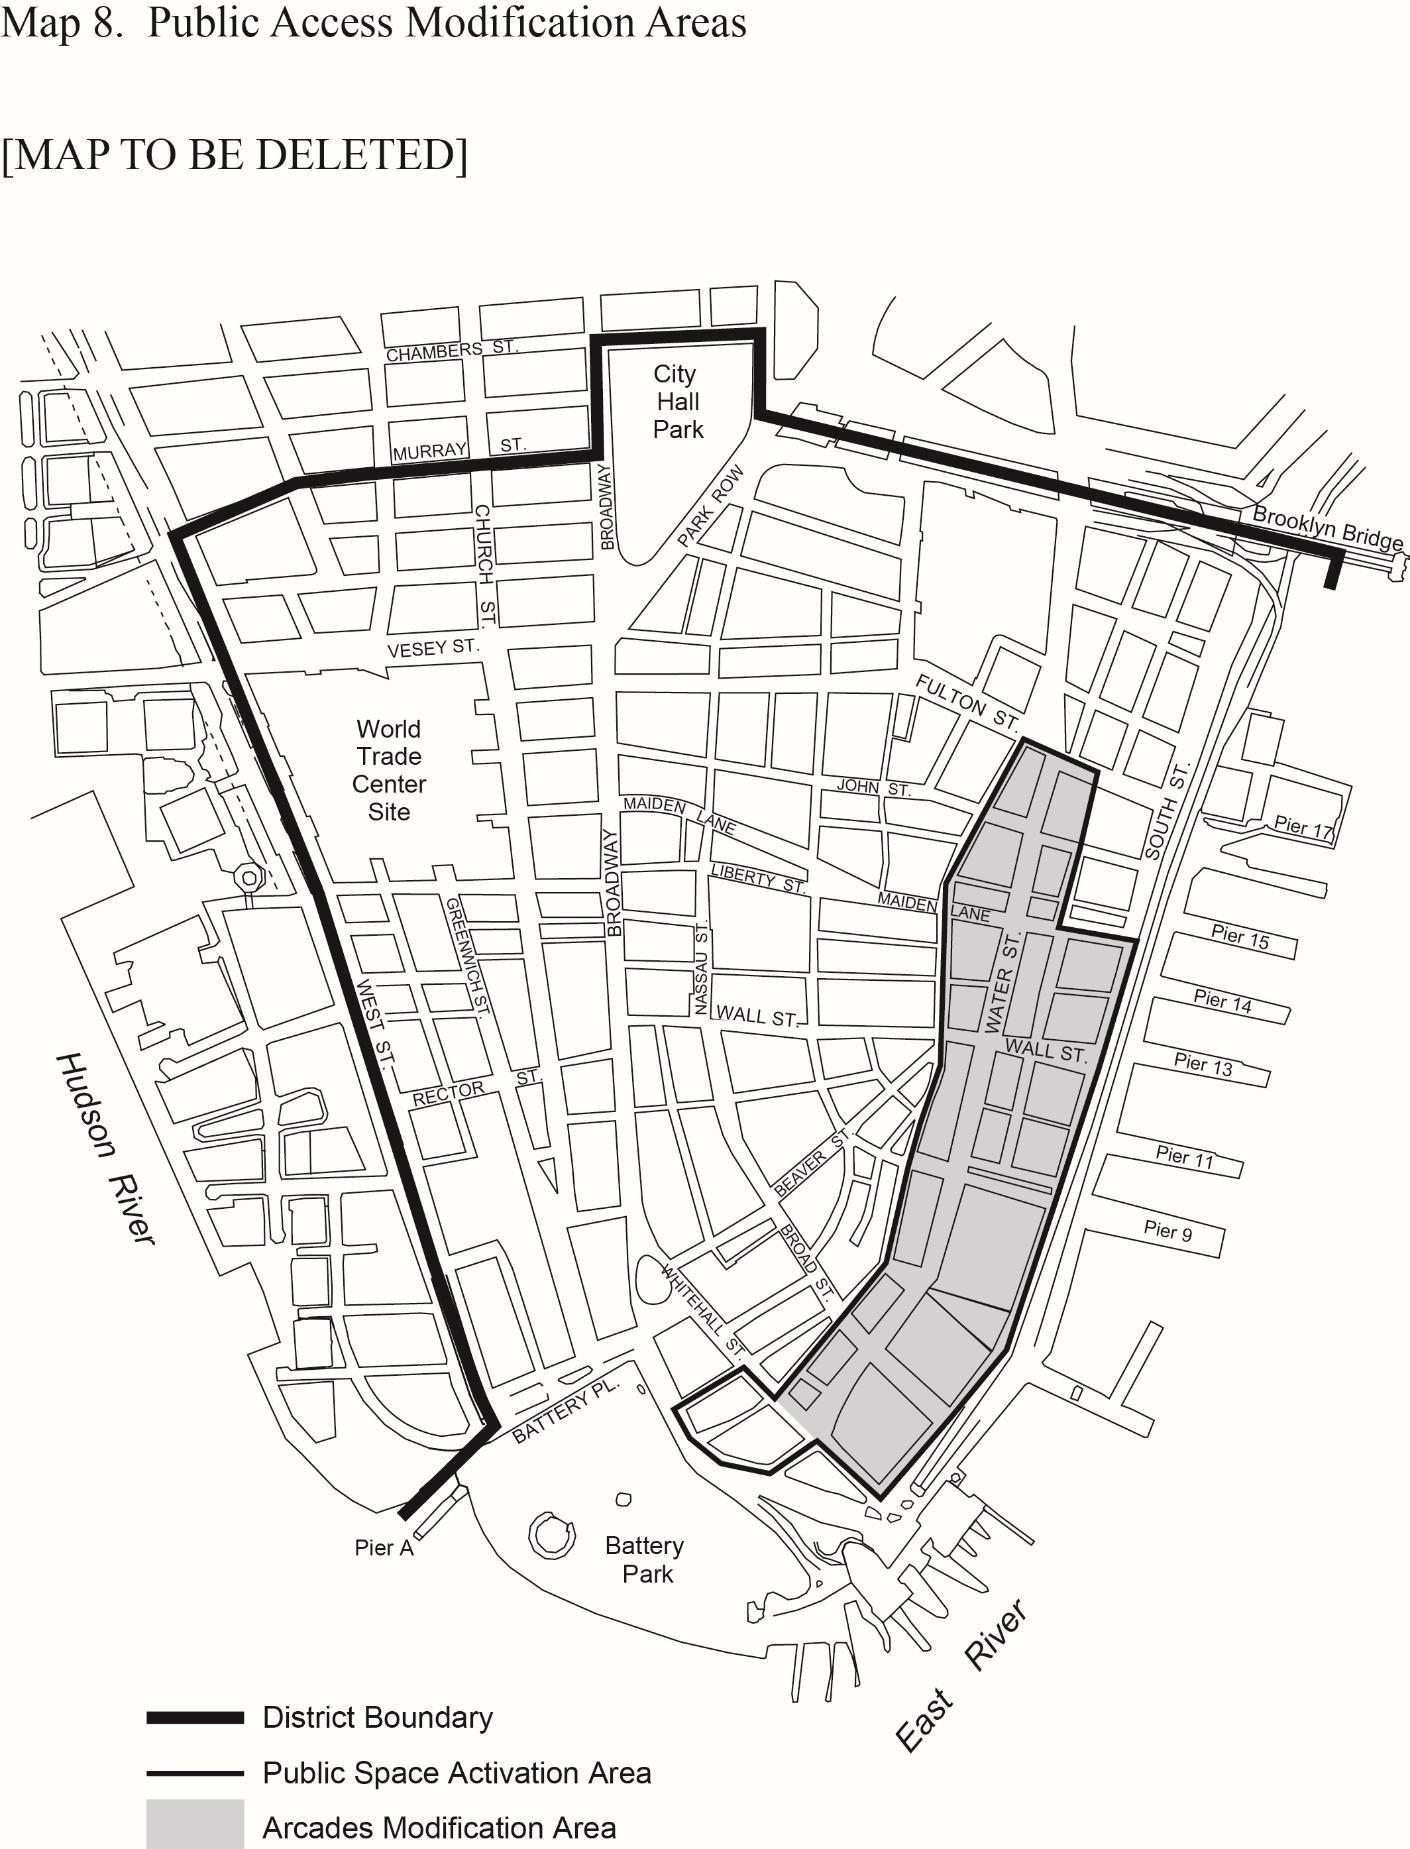 Map 8. Public Access Modification Areas
[MAP TO BE DELETED]
CHAMBERS ST.
City
Hall
Park
MURRAY ST.
BROADWAY
PARK ROW
CHURCH ST.
Brooklyn Bridge
VESEY ST.
FULTON ST.
World
Trade
Center
Site
JOHN ST.
SOUTH ST.
MAIDEN LANE
Pier 17
BROADWAY
LIBERTY ST.
MAIDEN LANE
GREENWICH ST.
NASSAU ST.
WATER ST.
Pier 15
WEST ST.
Pier 14
WALL ST.
WALL ST.
Pier 13
RECTOR ST.
Hudson River
BEAVER ST.
Pier 11
Pier 9
BROAD ST.
WHITEHALL ST.
BATTERY PL.
Pier A
Battery
Park
East River
District Boundary
Public Space Activation Area
Arcades Modification Area